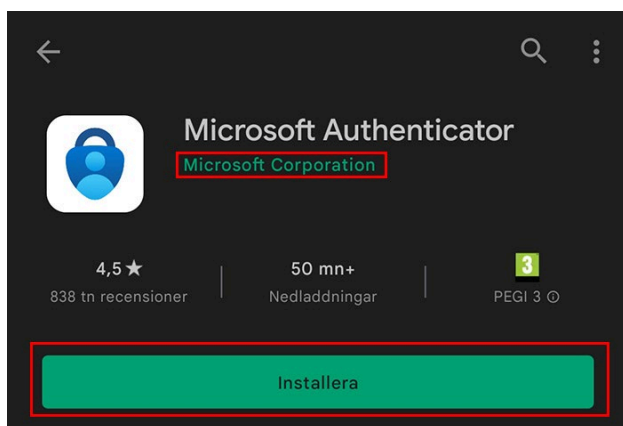 Microsoft Authenticator
Microsoft Corporation
4,5★
50 mn+
3
838 tn recensioner
Nedladdningar
PEGI 3
Installera